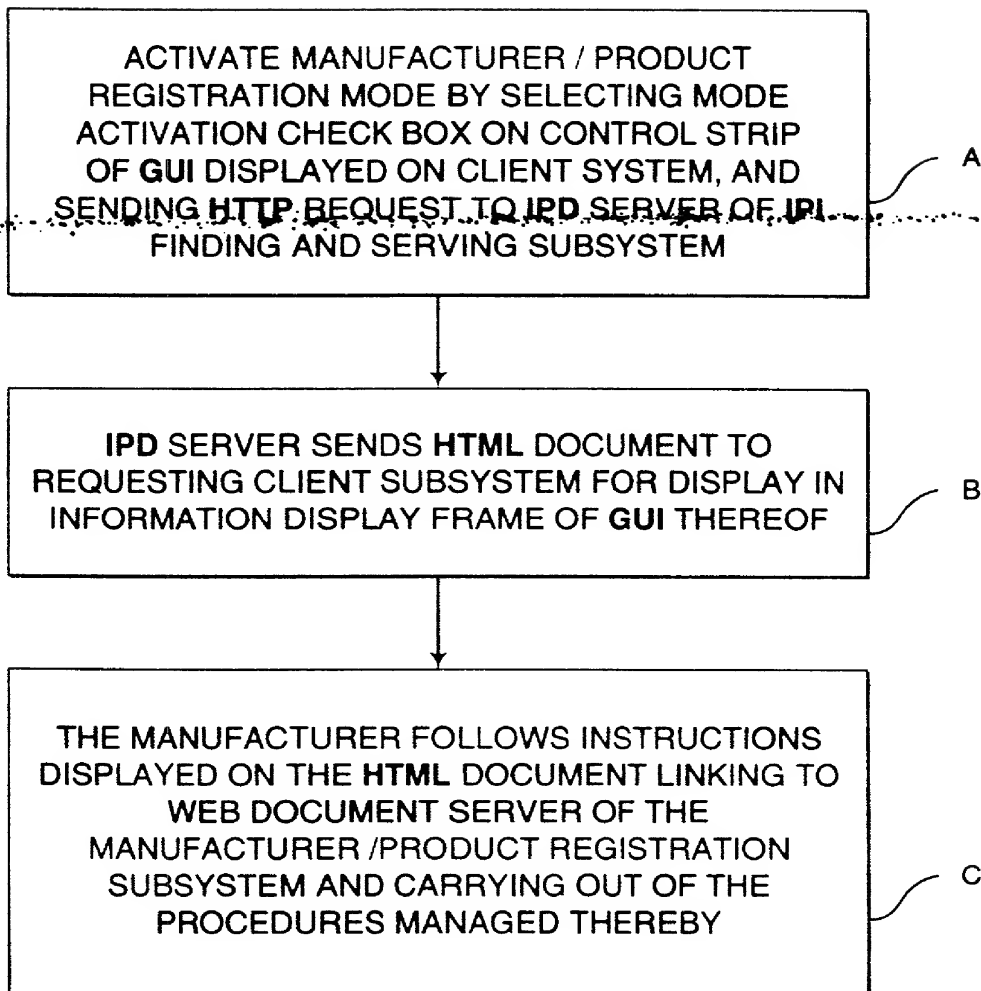 ACTIVATE MANUFACTURER / PRODUCT
REGISTRATION MODE BY SELECTING MODE
ACTIVATION CHECK BOX ON CONTROL STRIP
OF GUI DISPLAYED ON CLIENT SYSTEM, AND
SENDING HTTP REQUEST TO IPD SERVER OF IPI
FINDING AND SERVING SUBSYSTEM
A
IPD SERVER SENDS HTML DOCUMENT TO
REQUESTING CLIENT SUBSYSTEM FOR DISPLAY IN
INFORMATION DISPLAY FRAME OF GUI THEREOF
B
THE MANUFACTURER FOLLOWS INSTRUCTIONS
DISPLAYED ON THE HTML DOCUMENT LINKING TO
WEB DOCUMENT SERVER OF THE
MANUFACTURER /PRODUCT REGISTRATION
SUBSYSTEM AND CARRYING OUT OF THE
PROCEDURES MANAGED THEREBY
C